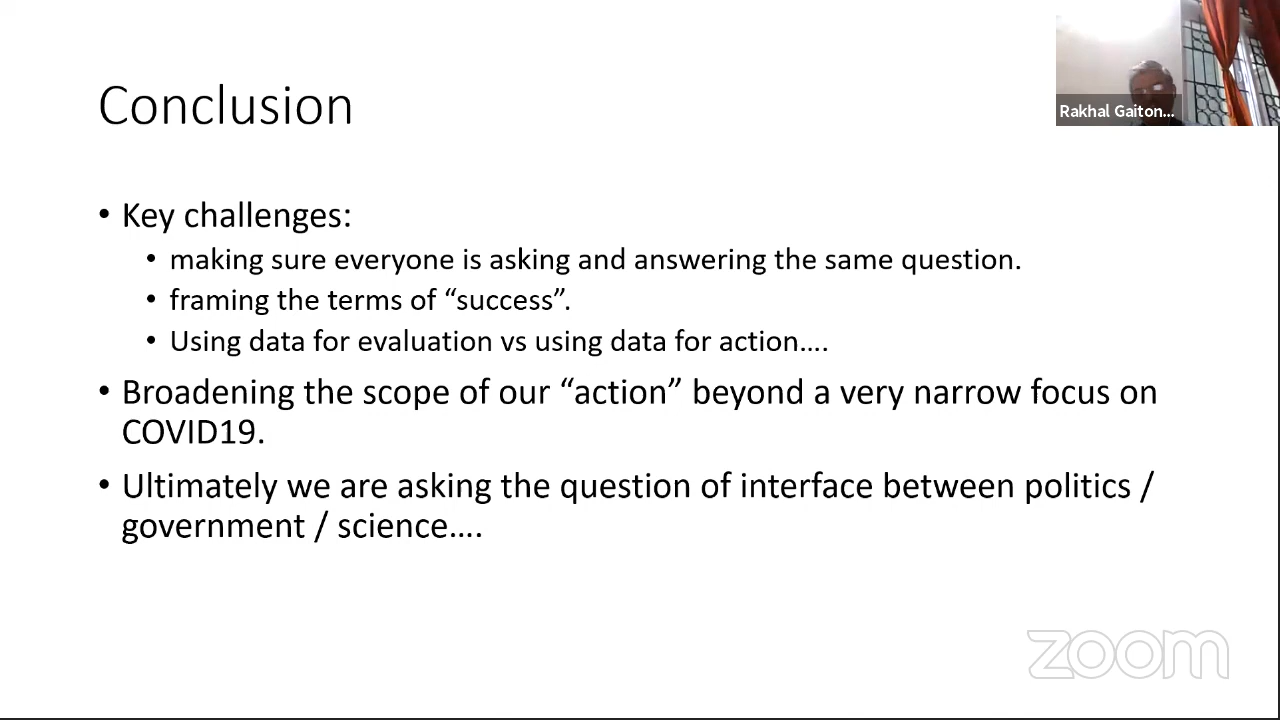 Conclusion
Rakhal Gaiton...
• Key challenges:
• making sure everyone is asking and answering the same question.
• framing the terms of “success”.
• Using data for evaluation vs using data for action….
• Broadening the scope of our “action” beyond a very narrow focus on
COVID19.
• Ultimately we are asking the question of interface between politics /
government / science….
zoom